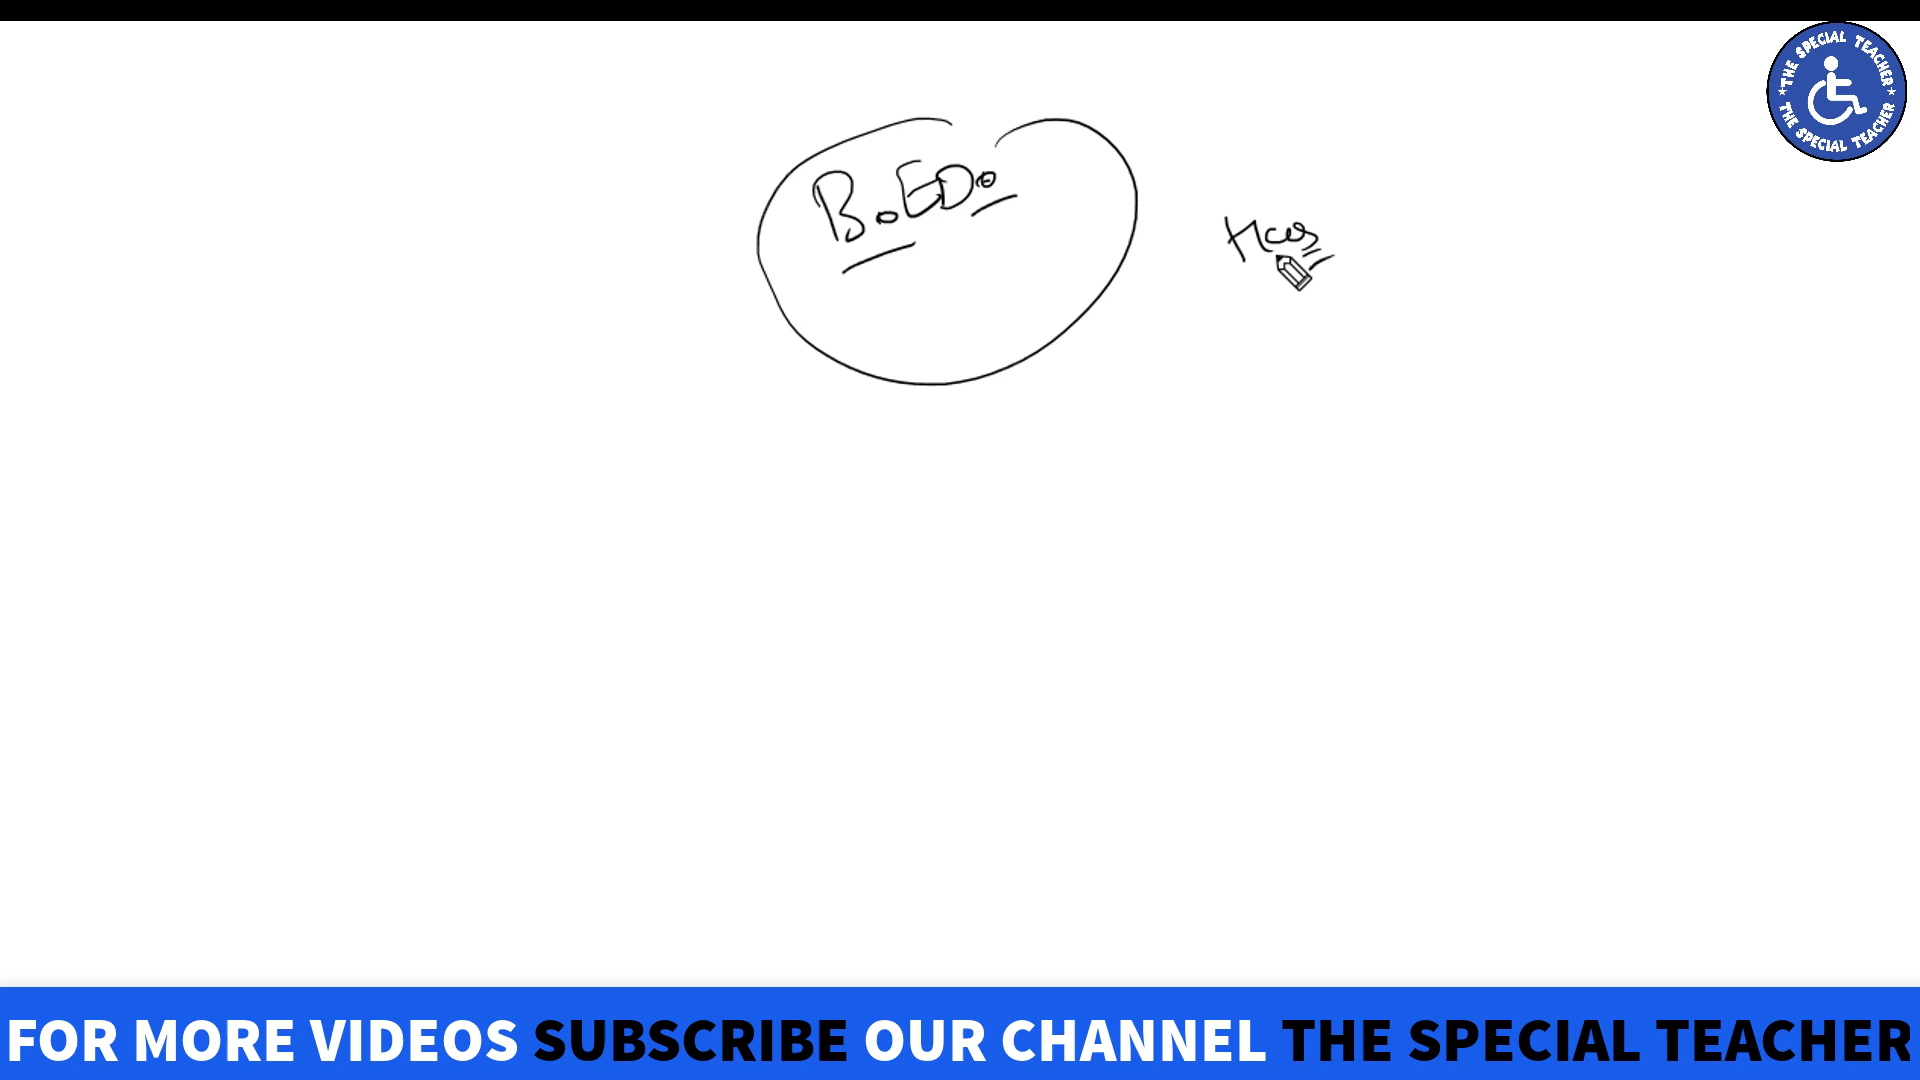 THE SPECIAL TEACHER
THE SPECIAL TEACHER
B.ED.
FOR MORE VIDEOS SUBSCRIBE OUR CHANNEL THE SPECIAL TEACHER